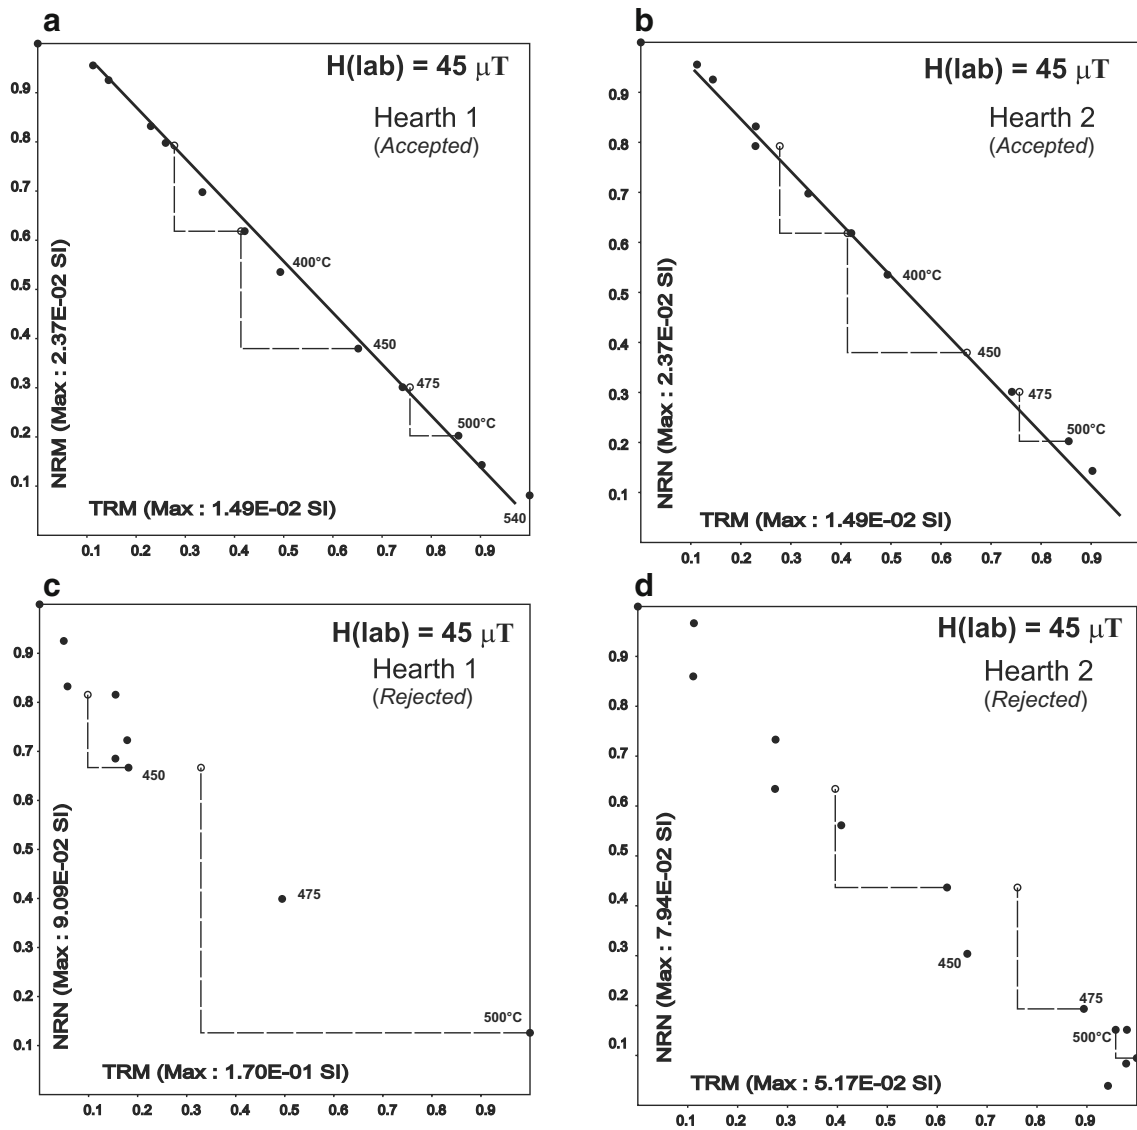 a
H(lab) = 45 μT
Hearth 1
(Accepted)
0.9
0.8
0.7
0.6
0.5
0.4
0.3
0.2
0.1
NRM (Max : 2.37E-02 SI)
400°C
450
475
500°C
540
TRM (Max : 1.49E-02 SI)
0.1 0.2 0.3 0.4 0.5 0.6 0.7 0.8 0.9
b
H(lab) = 45 μT
Hearth 2
(Accepted)
0.9
0.8
0.7
0.6
0.5
0.4
0.3
0.2
0.1
NRN (Max : 2.37E-02 SI)
400°C
450
475
500°C
TRM (Max : 1.49E-02 SI)
0.1 0.2 0.3 0.4 0.5 0.6 0.7 0.8 0.9
c
H(lab) = 45 μT
Hearth 1
(Rejected)
0.9
0.8
0.7
0.6
0.5
0.4
0.3
0.2
0.1
NRN (Max : 9.09E-02 SI)
450
475
500°C
TRM (Max : 1.70E-01 SI)
0.1 0.2 0.3 0.4 0.5 0.6 0.7 0.8 0.9
d
H(lab) = 45 μT
Hearth 2
(Rejected)
0.9
0.8
0.7
0.6
0.5
0.4
0.3
0.2
0.1
NRN (Max : 7.94E-02 SI)
450
475
500°C
TRM (Max : 5.17E-02 SI)
0.1 0.2 0.3 0.4 0.5 0.6 0.7 0.8 0.9